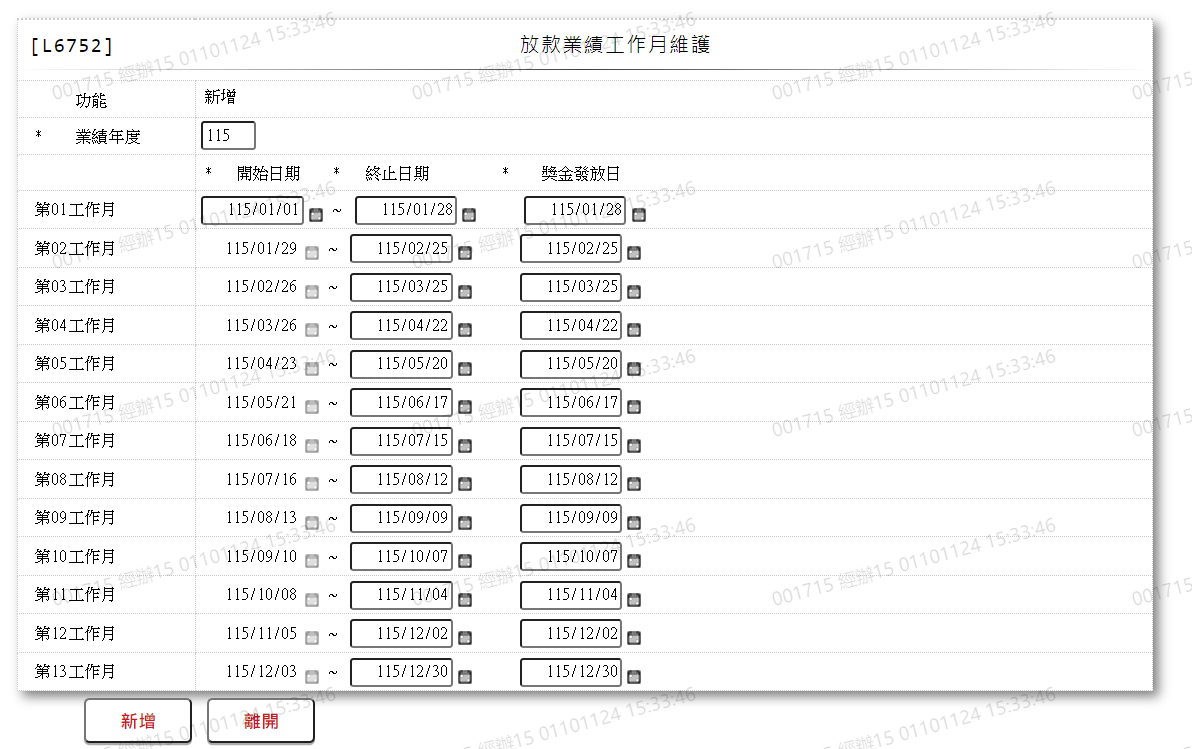 [L6752] 放款業績工作月維護
功能 新增
* 業績年度 115
* 開始日期 * 終止日期 * 獎金發放日
第01工作月 115/01/01 ~ 115/01/28 115/01/28
第02工作月 115/01/29 ~ 115/02/25 115/02/25
第03工作月 115/02/26 ~ 115/03/25 115/03/25
第04工作月 115/03/26 ~ 115/04/22 115/04/22
第05工作月 115/04/23 ~ 115/05/20 115/05/20
第06工作月 115/05/21 ~ 115/06/17 115/06/17
第07工作月 115/06/18 ~ 115/07/15 115/07/15
第08工作月 115/07/16 ~ 115/08/12 115/08/12
第09工作月 115/08/13 ~ 115/09/09 115/09/09
第10工作月 115/09/10 ~ 115/10/07 115/10/07
第11工作月 115/10/08 ~ 115/11/04 115/11/04
第12工作月 115/11/05 ~ 115/12/02 115/12/02
第13工作月 115/12/03 ~ 115/12/30 115/12/30
新增 離開
001715 經辦15 01101124 15:33:46